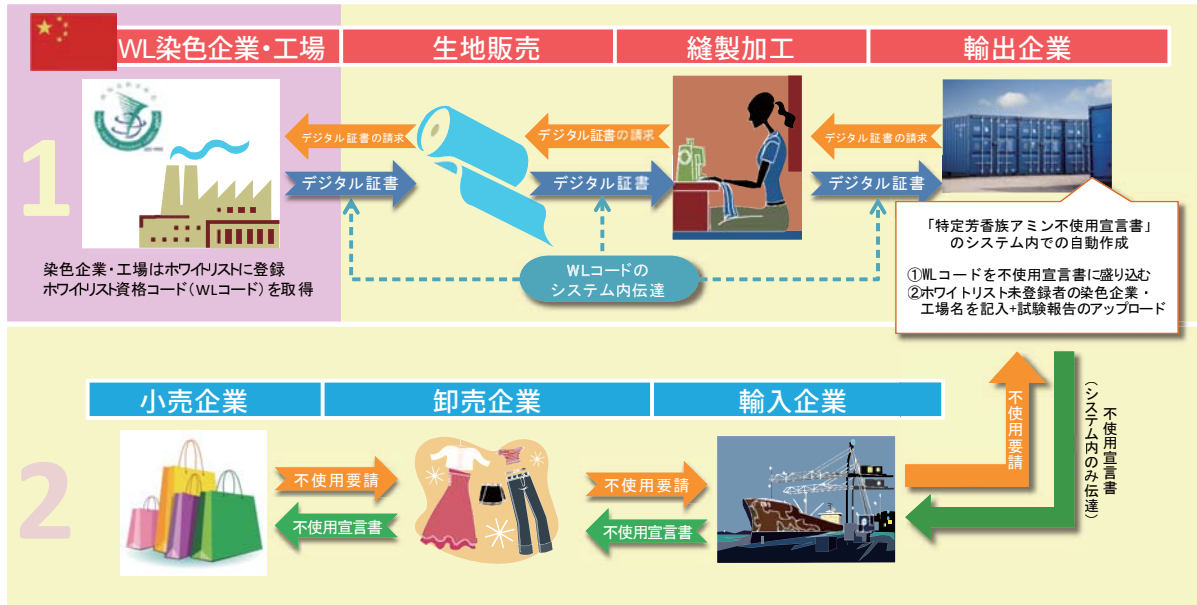 WL染色企業・工場
生地販売
縫製加工
輸出企業
1
デジタル証書の請求
デジタル証書の請求
デジタル証書の請求
デジタル証書
デジタル証書
デジタル証書
染色企業・工場はホワイトリストに登録
ホワイトリスト資格コード(WLコード)を取得
WLコードの
システム内伝達
「特定芳香族アミン不使用宣言書」
のシステム内での自動作成
①WLコードを不使用宣言書に盛り込む
②ホワイトリスト未登録者の染色企業・
工場名を記入+試験報告のアップロード
2
小売企業
卸売企業
輸入企業
不使用要請
不使用宣言書
不使用要請
不使用宣言書
不使用要請
不使用宣言書
(システム内のみ伝達)